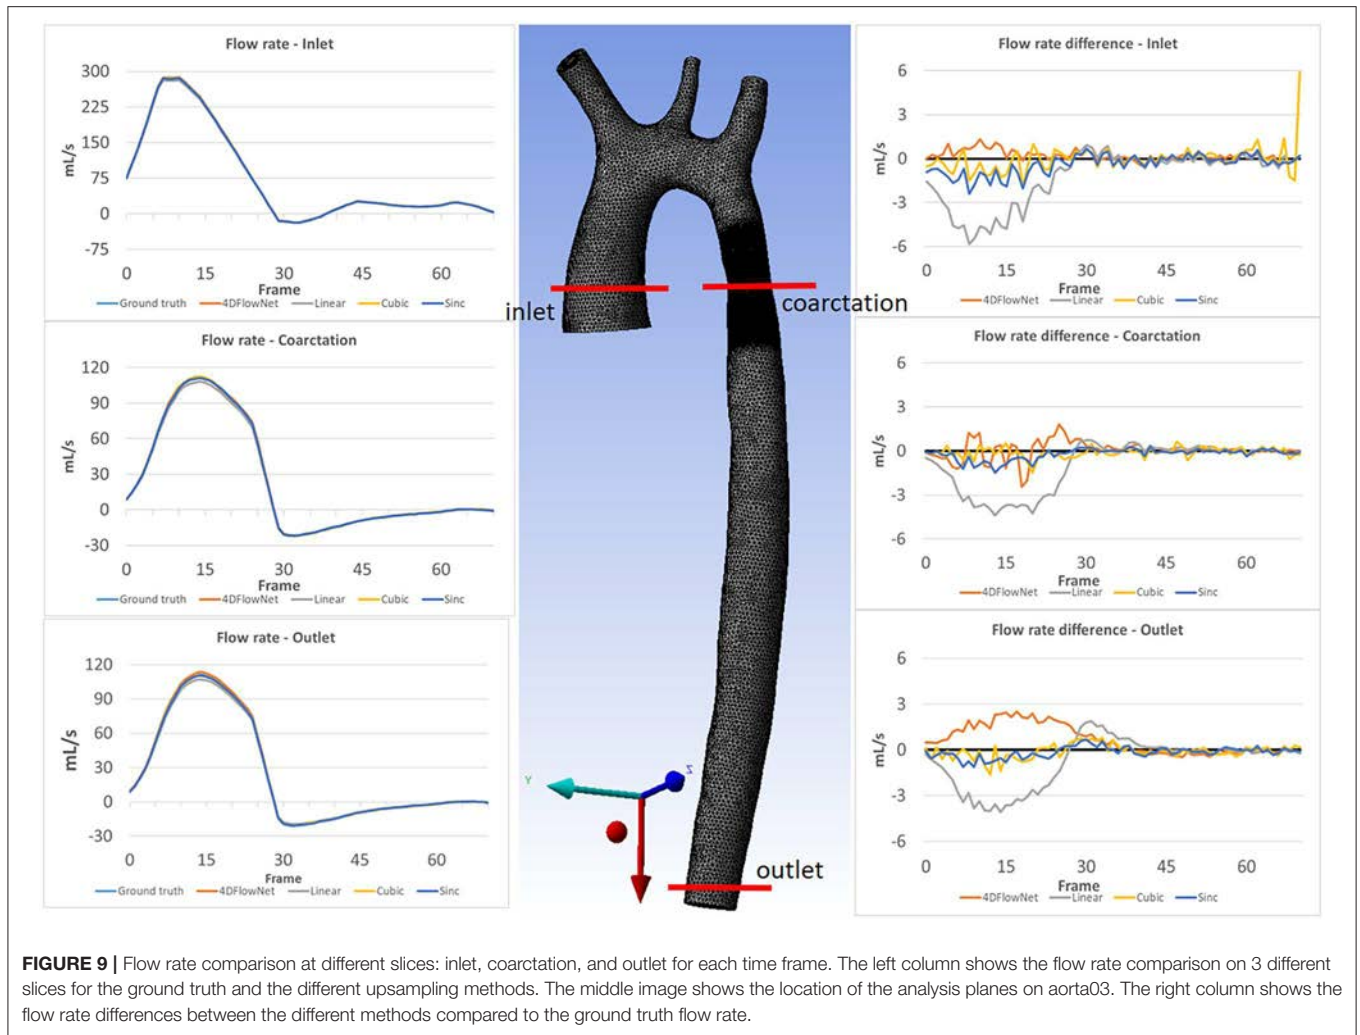 Flow rate - Inlet
300
225
150
75
0
-75
mL/s
0 15 30 45 60
Frame
Ground truth 4DFlowNet Linear Cubic Sinc
Flow rate - Coarctation
120
90
60
30
0
-30
mL/s
0 15 30 45 60
Frame
Ground truth 4DFlowNet Linear Cubic Sinc
Flow rate - Outlet
120
90
60
30
0
-30
mL/s
0 15 30 45 60
Frame
Ground truth 4DFlowNet Linear Cubic Sinc
inlet
coarctation
Y
Z
outlet
Flow rate difference - Inlet
6
3
0
-3
-6
mL/s
0 15 30 45 60
Frame
4DFlowNet Linear Cubic Sinc
Flow rate difference - Coarctation
6
3
0
-3
-6
mL/s
0 15 30 45 60
Frame
4DFlowNet Linear Cubic Sinc
Flow rate difference - Outlet
6
3
0
-3
-6
mL/s
0 15 30 45 60
Frame
4DFlowNet Linear Cubic Sinc
FIGURE 9 | Flow rate comparison at different slices: inlet, coarctation, and outlet for each time frame. The left column shows the flow rate comparison on 3 different
slices for the ground truth and the different upsampling methods. The middle image shows the location of the analysis planes on aorta03. The right column shows the
flow rate differences between the different methods compared to the ground truth flow rate.